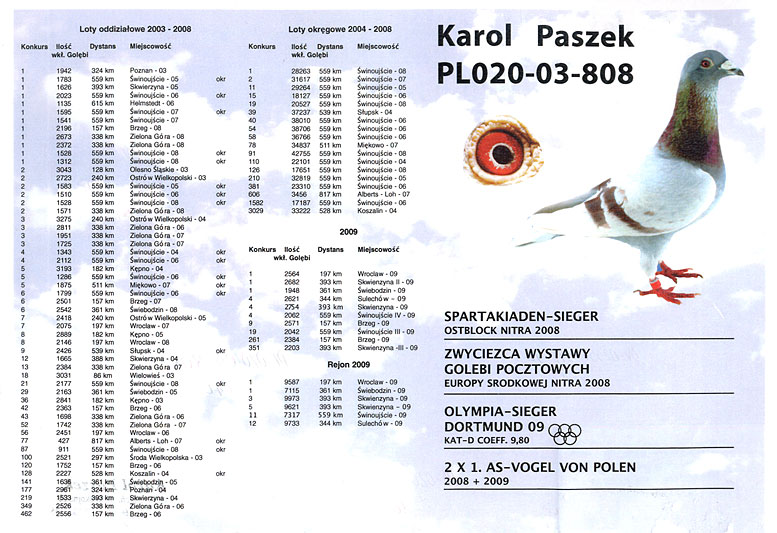 Loty oddziałowe 2003 - 2008
Konkurs Ilość Dystans Miejscowość
wkł. Gołębi
1 1942 324 km Poznan - 03
1 1783 559 km Świnoujście - 05 okr
1 1626 393 km Skwierzyna - 05
1 2023 559 km Świnoujście - 06 okr
1 1135 615 km Helmstedt - 06
1 1595 559 km Świnoujście - 07 okr
1 1541 559 km Świnoujście - 07
1 2196 157 km Brzeg - 08
1 2673 338 km Zielona Góra - 08
1 2372 338 km Zielona Góra - 08
1 1528 559 km Świnoujście - 08 okr
1 1312 559 km Świnoujście - 08 okr
2 3043 128 km Olesno Śląskie - 03
2 2723 240 km Ostrów Wielkopolski - 03
2 1583 559 km Świnoujście - 05 okr
2 1510 559 km Świnoujście - 06 okr
2 1528 559 km Świnoujście - 08 okr
2 1571 338 km Zielona Góra - 08
3 3275 240 km Ostrów Wielkopolski - 04
3 2811 338 km Zielona Góra - 06
3 1951 338 km Zielona Góra - 07
3 1725 338 km Zielona Góra - 07
4 1343 559 km Świnoujście - 04 okr
4 2112 559 km Świnoujście - 06 okr
5 3193 182 km Kępno - 04
5 1286 559 km Świnoujście - 06 okr
5 1875 511 km Miękowo - 07 okr
6 1799 559 km Świnoujście - 06 okr
6 2501 157 km Brzeg - 07
6 2542 361 km Świebodzin - 08
7 2418 240 km Ostrów Wielkopolski - 05
7 2075 197 km Wrocław - 07
8 2889 182 km Kępno - 05
8 2146 197 km Wrocław - 08
9 2426 539 km Słupsk - 04 okr
12 1665 388 km Skwierzyna - 04
13 2384 338 km Zielona Góra 07
18 3031 86 km Wielowieś - 03
21 2177 559 km Świnoujście - 08 okr
29 2163 361 km Świebodzin - 05
36 2841 182 km Kępno - 03
42 2363 157 km Brzeg - 06
43 1698 338 km Zielona Góra - 06
52 1742 338 km Zielona Góra - 07
56 2451 197 km Wrocław - 06
77 427 817 km Alberts - Loh - 07 okr
87 911 559 km Świnoujście - 08 okr
100 2521 297 km Środa Wielkopolska - 03
120 1752 157 km Brzeg - 08
128 2227 528 km Koszalin - 04 okr
141 1636 361 km Świebodzin - 05
177 2961 324 km Poznań - 04
219 1533 393 km Skwierzyna - 04
349 2526 338 km Zielona Góra - 06
462 2556 157 km Brzeg - 06
Loty okręgowe 2004 - 2008
Konkurs Ilość Dystans Miejscowość
wkł. Gołębi
1 28263 559 km Świnoujście - 08
2 31617 559 km Świnoujście - 07
11 29264 559 km Świnoujście - 05
15 18127 559 km Świnoujście - 06
19 20527 559 km Świnoujście - 08
39 37237 539 km Słupsk - 04
40 38010 559 km Świnoujście - 06
54 38706 559 km Świnoujście - 08
58 36766 559 km Świnoujście - 06
78 34837 511 km Miękowo - 07
91 42755 559 km Świnoujście - 08
110 22101 559 km Świnoujście - 04
126 17651 559 km Świnoujście - 08
210 32819 559 km Świnoujście - 05
381 23310 559 km Świnoujście - 06
606 3456 817 km Alberts - Loh - 07
1582 17187 559 km Świnoujście - 06
3029 33222 528 km Koszalin - 04
2009
Konkurs Ilość Dystans Miejscowość
wkł. Gołębi
1 2564 197 km Wroclaw - 09
1 2682 393 km Skwienzyna II - 09
1 1948 361 km Świebodzin - 09
4 2621 344 km Sulechów - 09
4 2754 393 km Skwienzyna - 09
4 2062 559 km Świnoujście IV - 09
9 2571 157 km Brzeg - 09
19 2042 559 km Świnoujście III - 09
261 2384 157 km Brzeg - 09
351 2203 393 km Skwienzyna -III - 09
Rejon 2009
1 9587 197 km Wroclaw - 09
1 7115 361 km Świebodzin - 09
3 9973 393 km Skwienzyna - 09
5 9621 393 km Skwienzyna – 09
11 7317 559 km Świnoujście - 09
12 9733 344 km Sulechów - 09
Karol Paszek
PL020-03-808
SPARTAKIADEN-SIEGER
OSTBLOCK NITRA 2008
ZWYCIEZCA WYSTAWY
GOLEBI POCZTOWYCH
EUROPY SRODKOWEJ NITRA 2008
OLYMPIA-SIEGER
DORTMUND 09
KAT-D COEFF. 9,80
2 X 1. AS-VOGEL VON POLEN
2008 + 2009